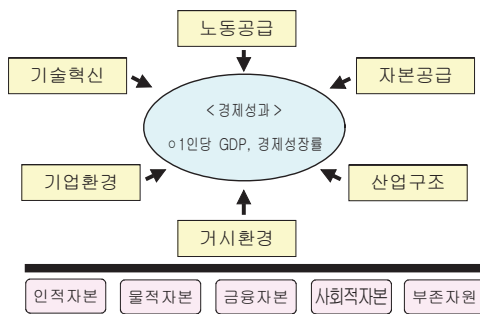 노동공급
기술혁신
자본공급
<경제성과>
ㅇ1인당 GDP, 경제성장률
기업환경
산업구조
거시환경
인적자본
물적자본
금융자본
사회적자본
부존자원